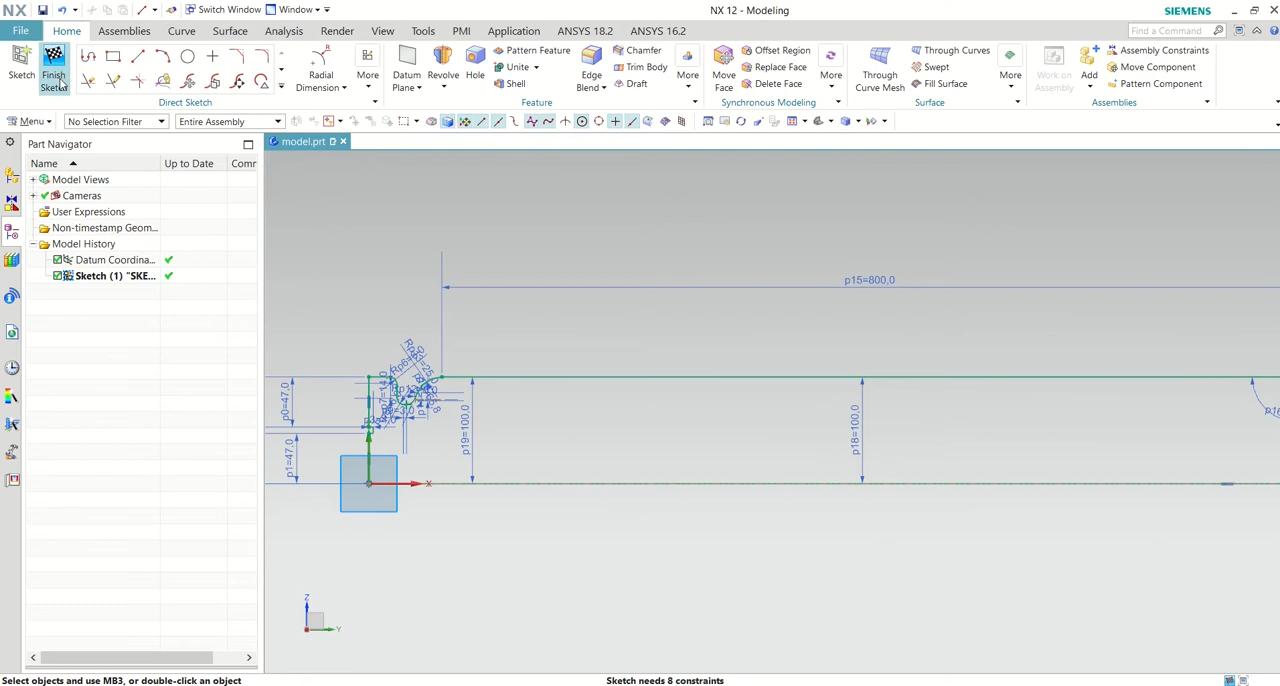 NX
Switch Window
Window
NX 12 - Modeling
SIEMENS
File
Home
Assemblies
Curve
Surface
Analysis
Render
View
Tools
PMI
Application
ANSYS 18.2
ANSYS 16.2
Find a Command
Sketch
Finish Sketch
Radial Dimension
More
Direct Sketch
Datum Plane
Revolve
Hole
Pattern Feature
Unite
Shell
Edge Blend
Chamfer
Trim Body
Draft
More
Feature
Move Face
Offset Region
Replace Face
Delete Face
More
Synchronous Modeling
Through Curve Mesh
Through Curves
Swept
Fill Surface
More
Surface
Work on Assembly
Add
Assembly Constraints
Move Component
Pattern Component
Assemblies
Menu
No Selection Filter
Entire Assembly
Part Navigator
model.prt
Name
Up to Date
Comr
Model Views
Cameras
User Expressions
Non-timestamp Geom...
Model History
Datum Coordina...
Sketch (1) "SKE...
p15=800,0
p0=47,0
p1=47,0
p19=100,0
p18=100,0
X
Z
Y
Select objects and use MB3, or double-click an object
Sketch needs 8 constraints